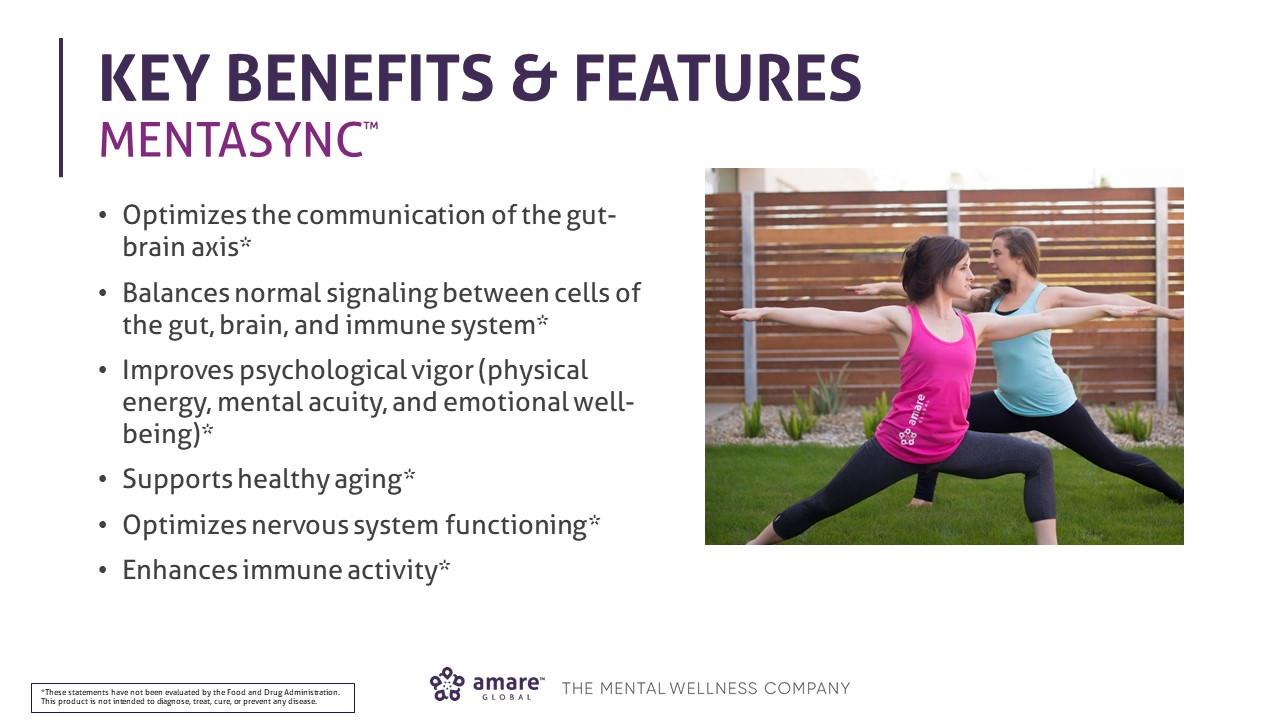 KEY BENEFITS & FEATURES
MENTASYNC™
• Optimizes the communication of the gut-
brain axis*
• Balances normal signaling between cells of
the gut, brain, and immune system*
• Improves psychological vigor (physical
energy, mental acuity, and emotional well-
being)*
• Supports healthy aging*
• Optimizes nervous system functioning*
• Enhances immune activity*
amare
GLOBAL
*These statements have not been evaluated by the Food and Drug Administration.
This product is not intended to diagnose, treat, cure, or prevent any disease.
amare™
GLOBAL
THE MENTAL WELLNESS COMPANY